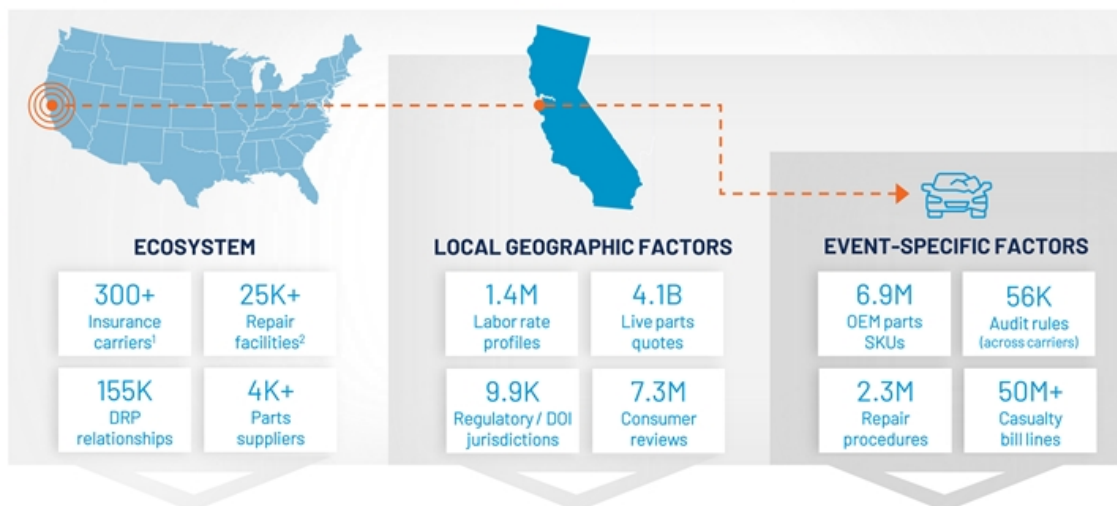 ECOSYSTEM
300+
Insurance
carriers¹
25K+
Repair
facilities²
155K
DRP
relationships
4K+
Parts
suppliers
LOCAL GEOGRAPHIC FACTORS
1.4M
Labor rate
profiles
4.1B
Live parts
quotes
9.9K
Regulatory / DOI
jurisdictions
7.3M
Consumer
reviews
EVENT-SPECIFIC FACTORS
6.9M
OEM parts
SKUs
56K
Audit rules
(across carriers)
2.3M
Repair
procedures
50M+
Casualty
bill lines